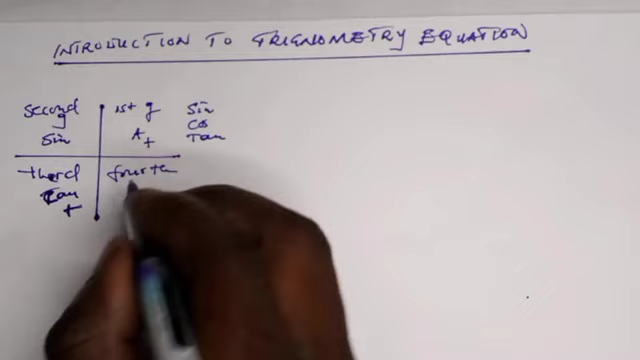 INTRODUCTION TO TRIGNOMETRY EQUATION
second 1st q Sin
q Cos
Sin A+ Tan
third fourth
Tan
+